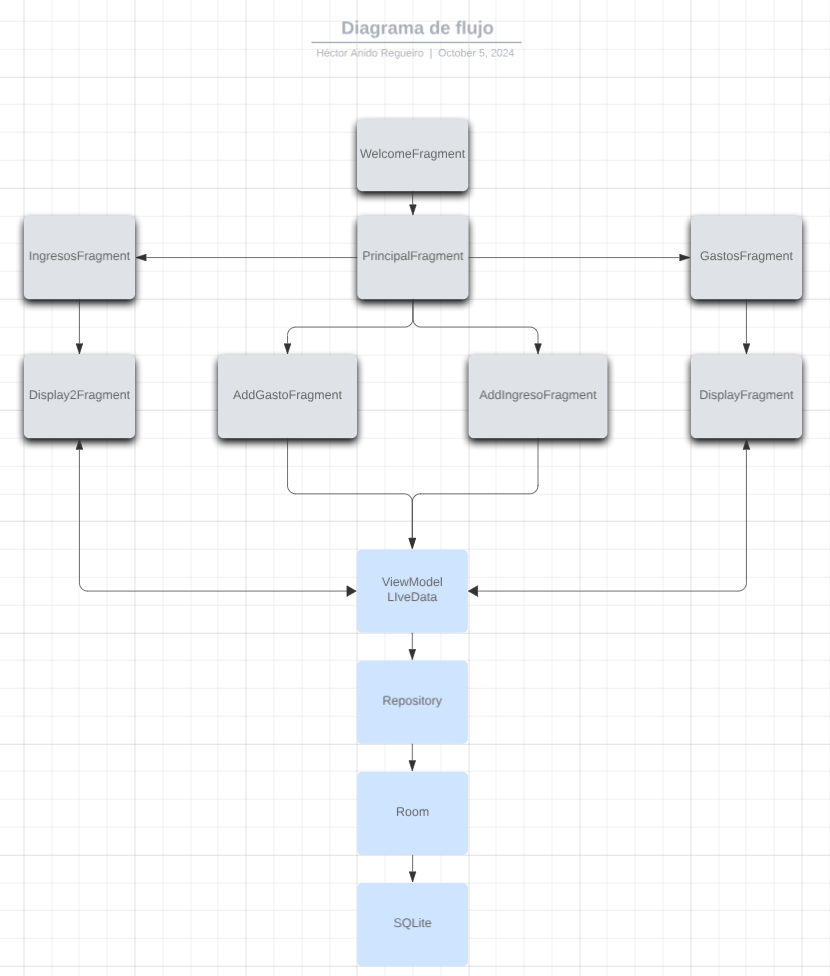 Diagrama de flujo
Héctor Anido Regueiro | October 5, 2024
WelcomeFragment
IngresosFragment
PrincipalFragment
GastosFragment
Display2Fragment
AddGastoFragment
AddIngresoFragment
DisplayFragment
ViewModel
LIveData
Repository
Room
SQLite